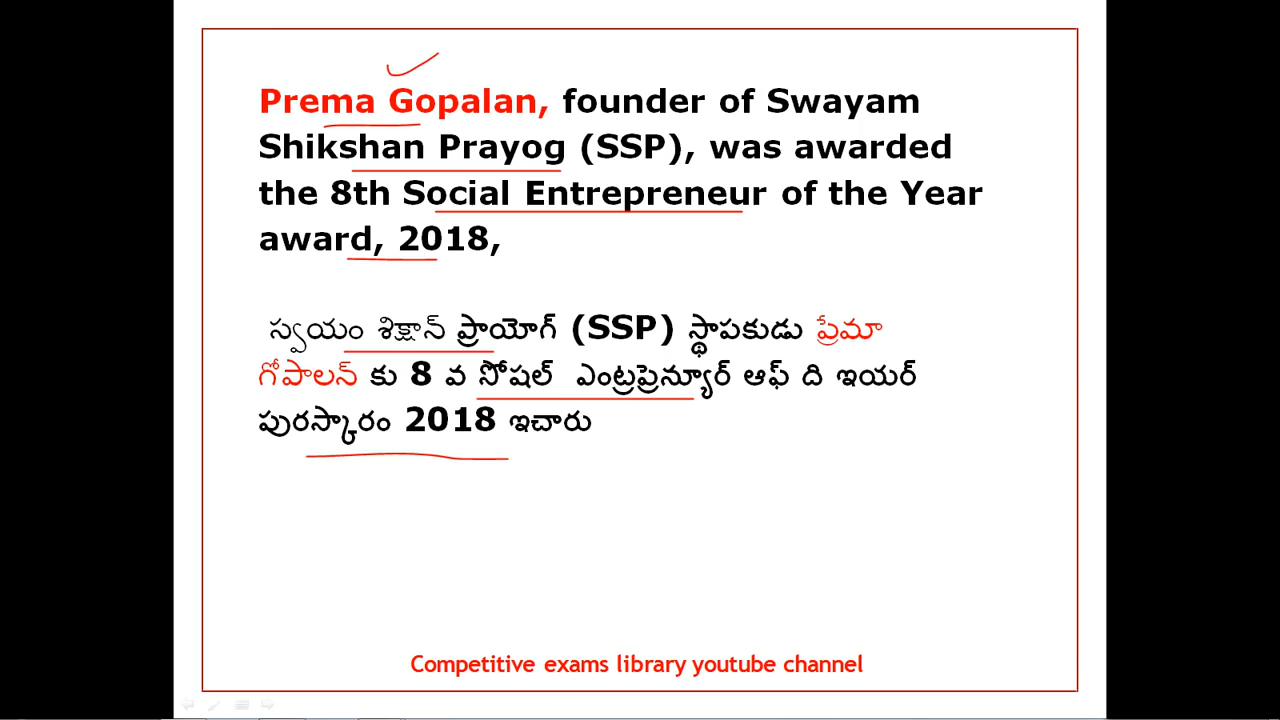 Prema Gopalan, founder of Swayam
Shikshan Prayog (SSP), was awarded
the 8th Social Entrepreneur of the Year
award, 2018,
స్వయం శిక్షాన్ ప్రాయోగ్ (SSP) స్థాపకుడు ప్రేమా
గోపాలన్ కు 8 వ సోషల్ ఎంట్రప్రెన్యూర్ ఆఫ్ ది ఇయర్
పురస్కారం 2018 ఇచారు
Competitive exams library youtube channel